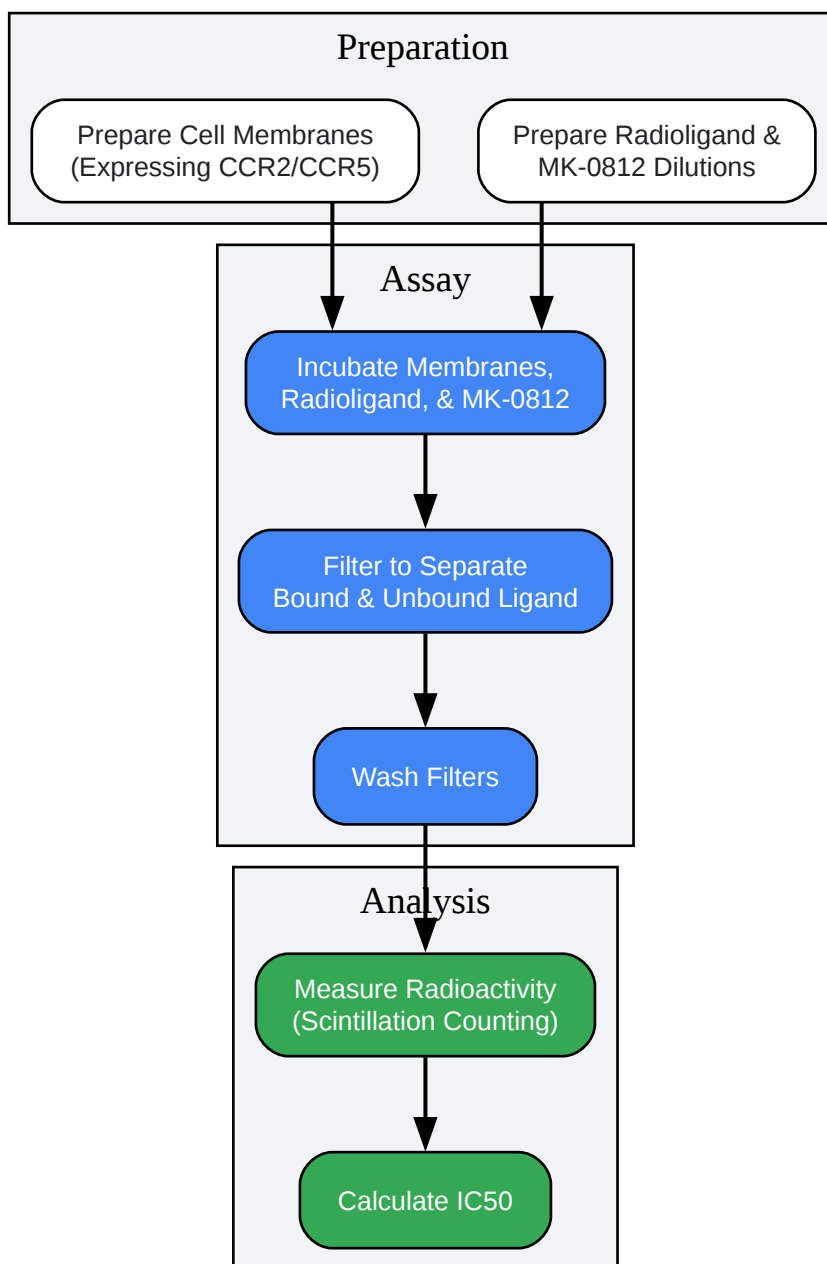 Preparation
Prepare Cell Membranes
(Expressing CCR2/CCR5)
Prepare Radioligand &
MK-0812 Dilutions
Assay
Incubate Membranes,
Radioligand, & MK-0812
Filter to Separate
Bound & Unbound Ligand
Wash Filters
Analysis
Measure Radioactivity
(Scintillation Counting)
Calculate IC50